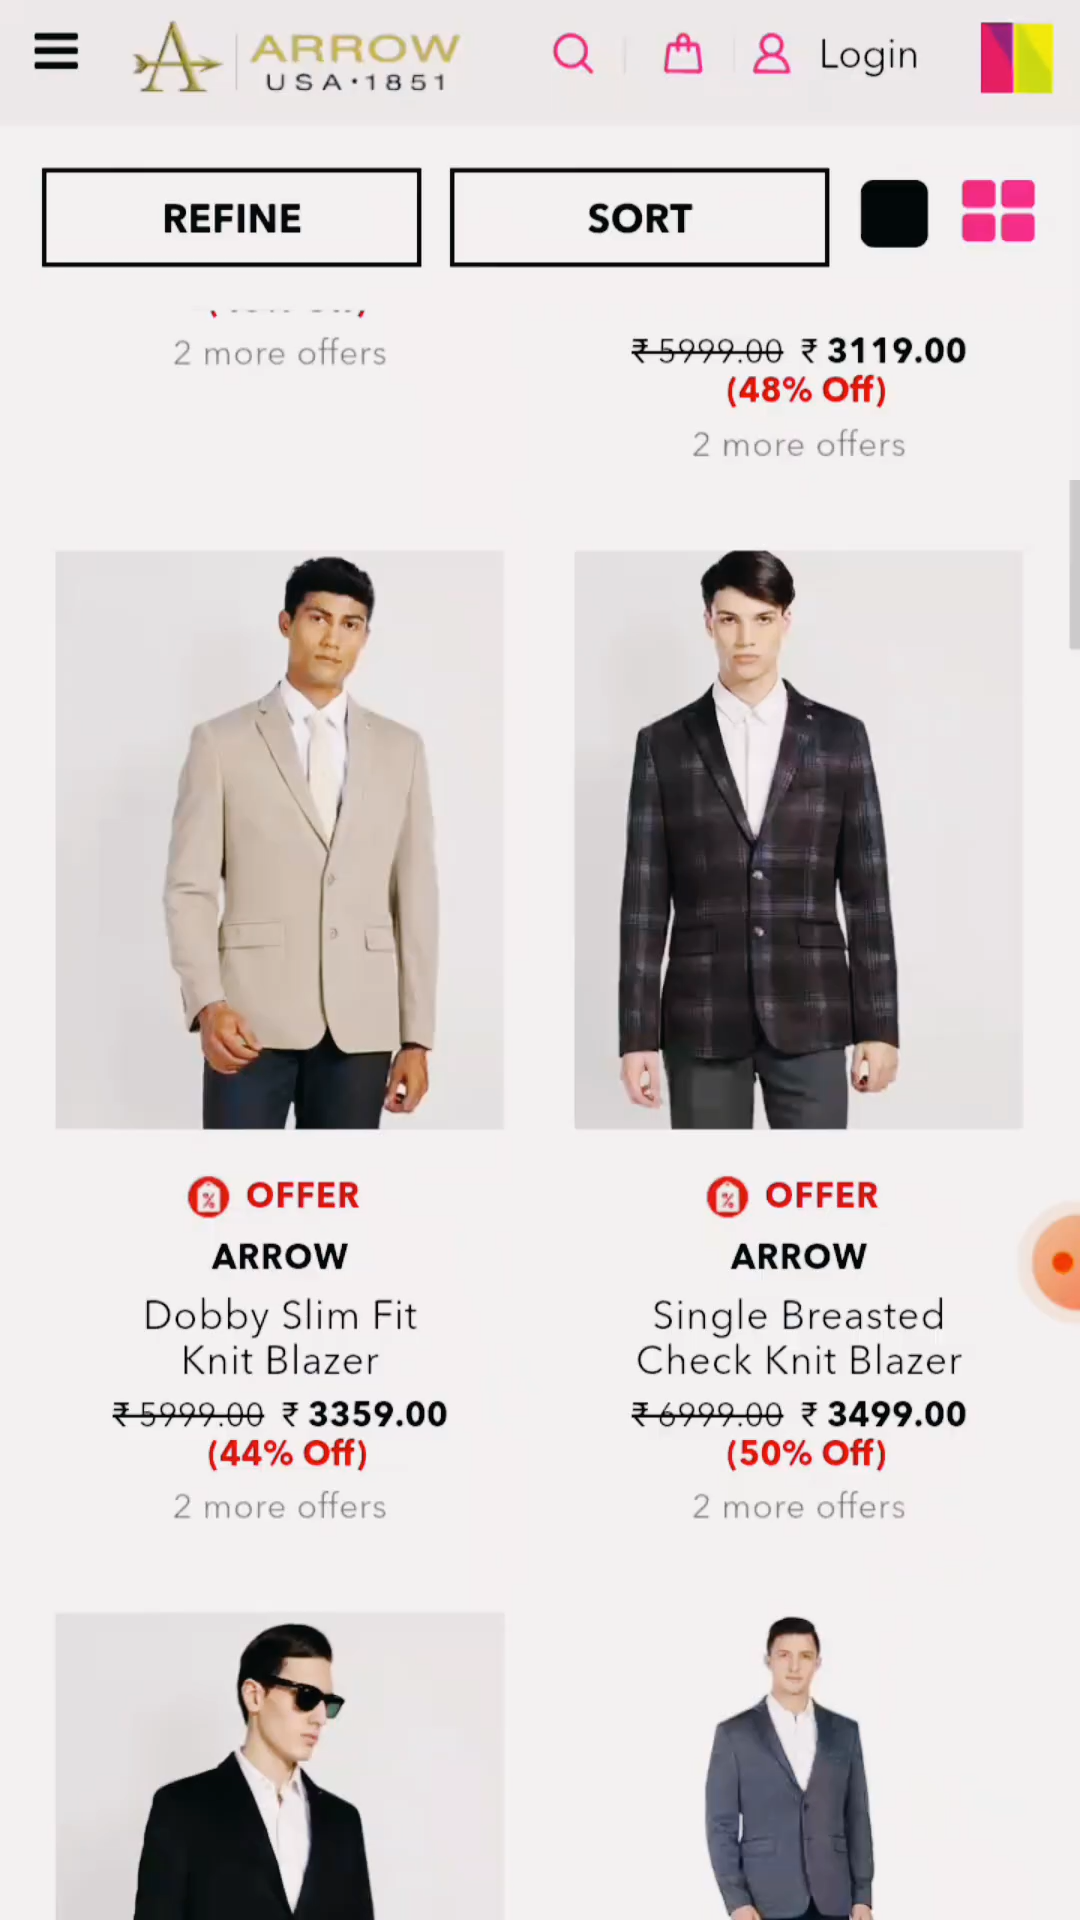 ARROW
USA•1851
Login
REFINE
SORT
2 more offers
₹ 5999.00 ₹ 3119.00
(48% Off)
2 more offers
OFFER
ARROW
Dobby Slim Fit
Knit Blazer
₹ 5999.00 ₹ 3359.00
(44% Off)
2 more offers
OFFER
ARROW
Single Breasted
Check Knit Blazer
₹ 6999.00 ₹ 3499.00
(50% Off)
2 more offers